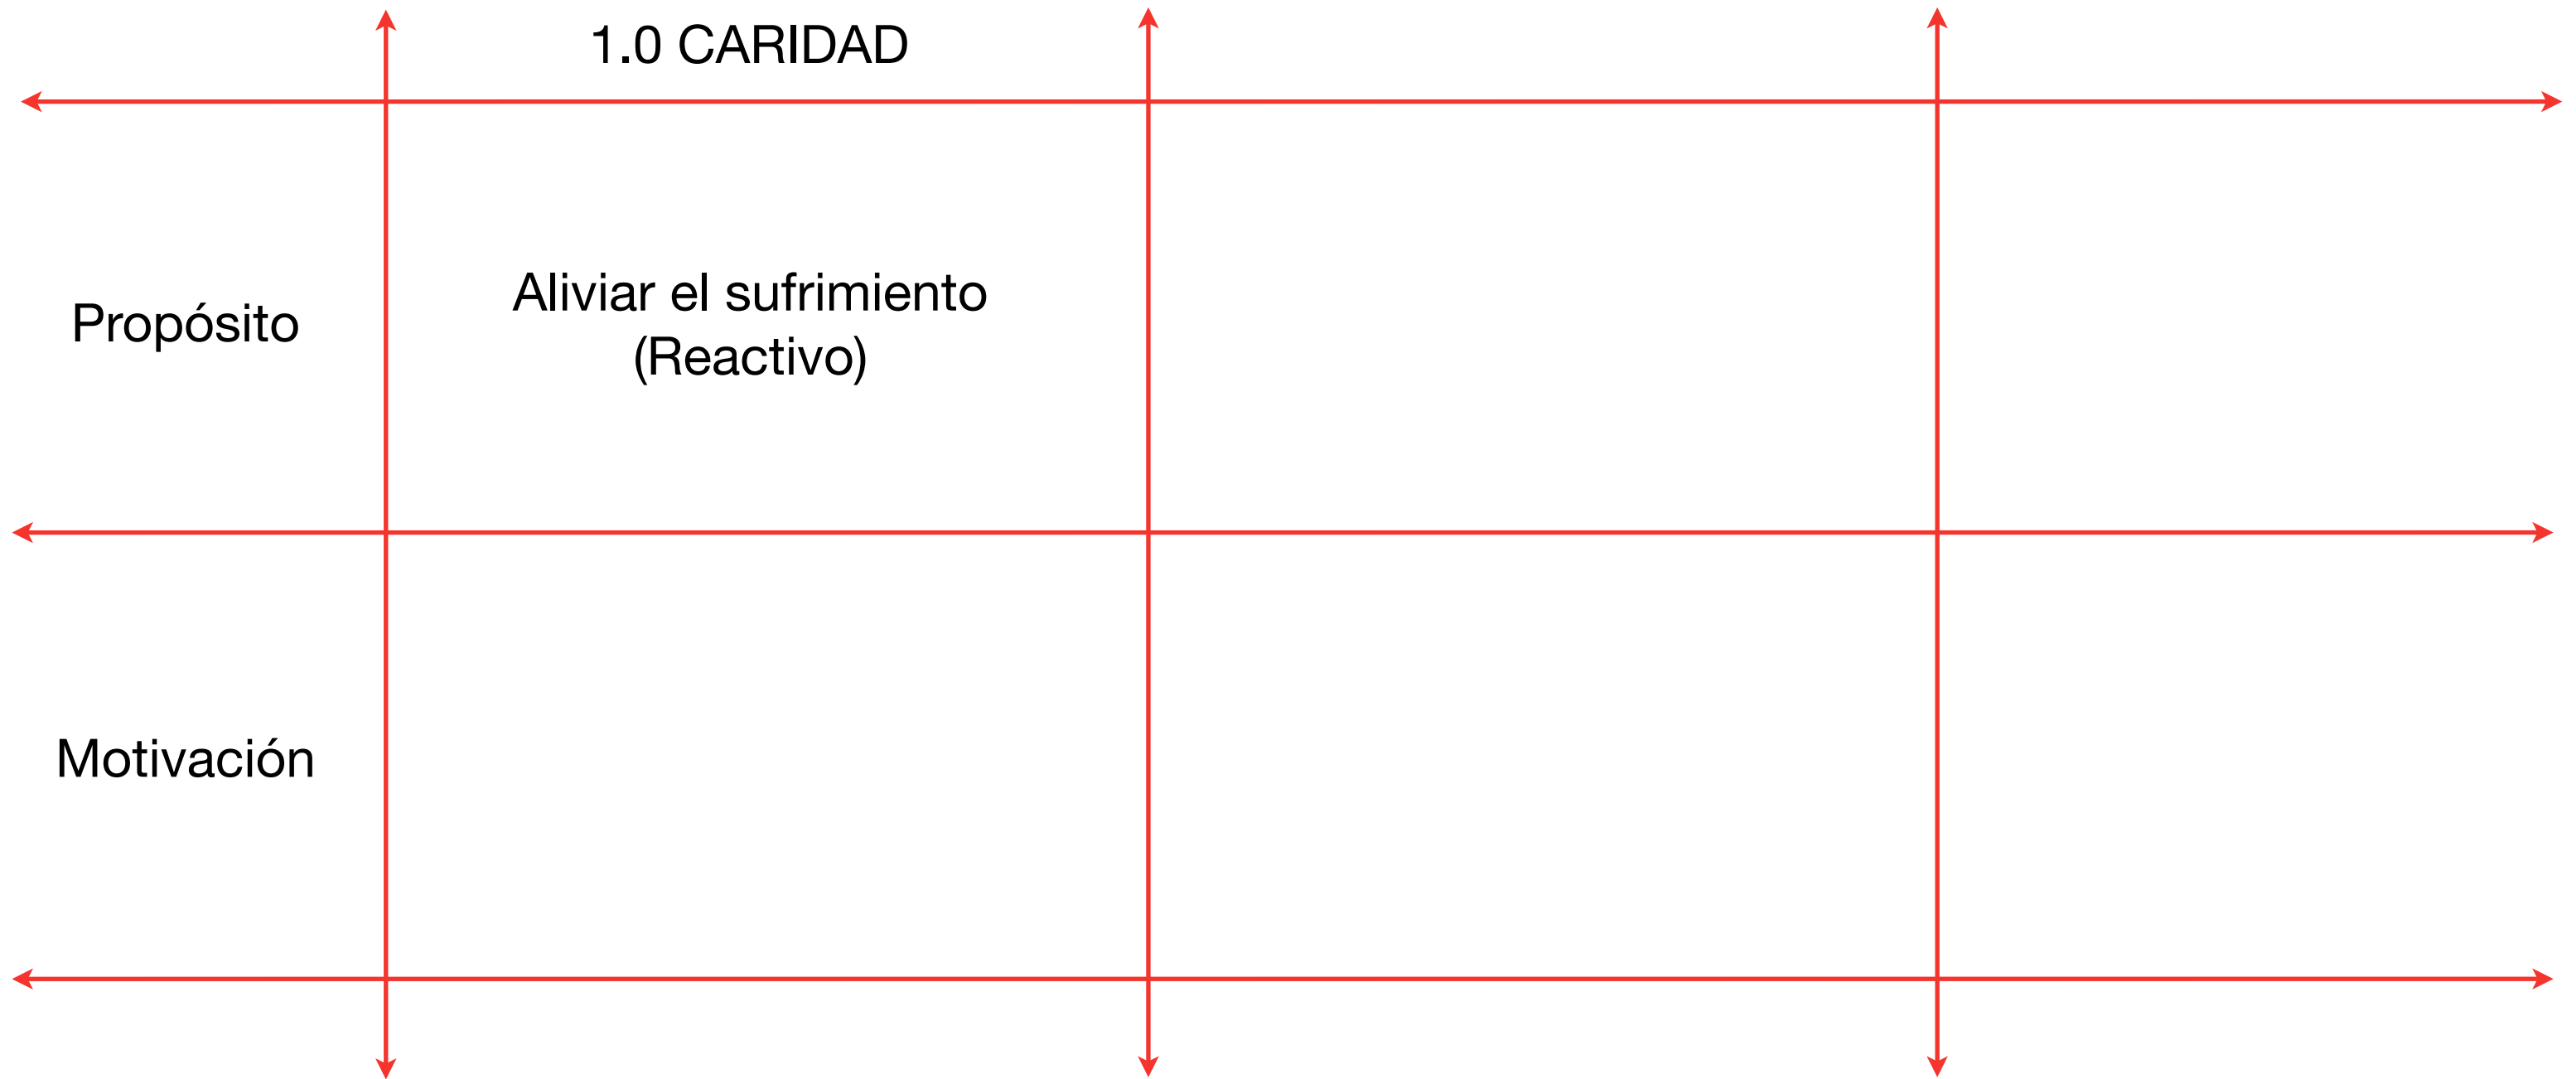 1.0 CARIDAD
Propósito
Aliviar el sufrimiento
(Reactivo)
Motivación